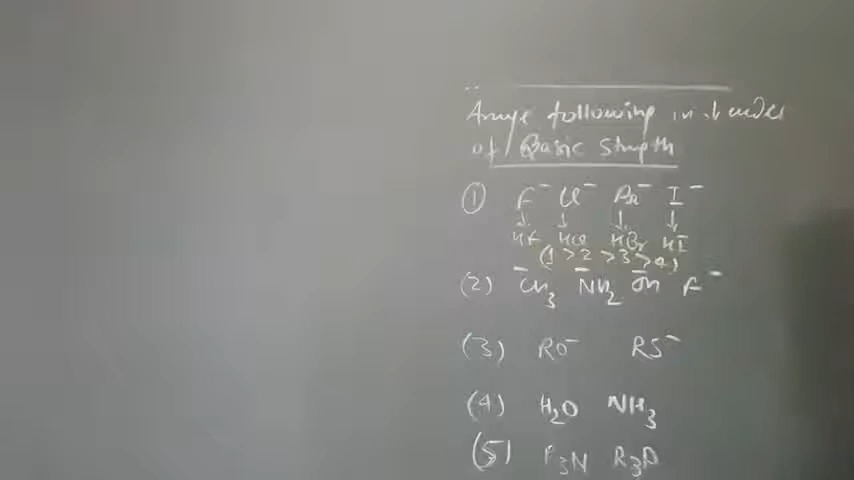 Arrange following in ↓ order
of Basic Strength
① F⁻ Cl⁻ Br⁻ I⁻
↓ ↓ ↓ ↓
HF HCl HBr HI
(1 > 2 > 3 > 4)
(2) ⁻CH₃ ⁻NH₂ ⁻OH F⁻
(3) RO⁻ RS⁻
(4) H₂O NH₃
(5) R₃N R₃P